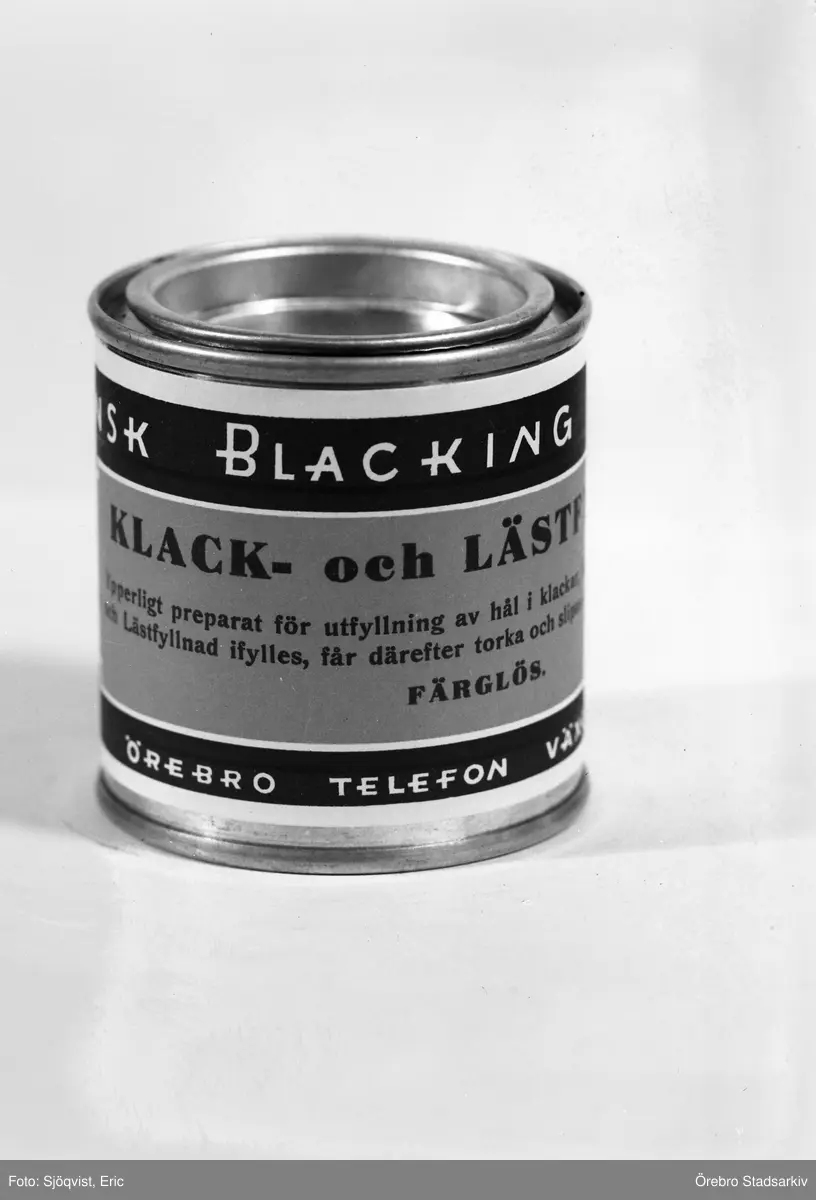 NSK BLACKING
KLACK- och LÄSTF
pperligt preparat för utfyllning av hål i klackar,
Lästfyllnad ifylles, får därefter torka och slipas
FÄRGLÖS.
ÖREBRO TELEFON VÄX
Foto: Sjöqvist, Eric
Örebro Stadsarkiv